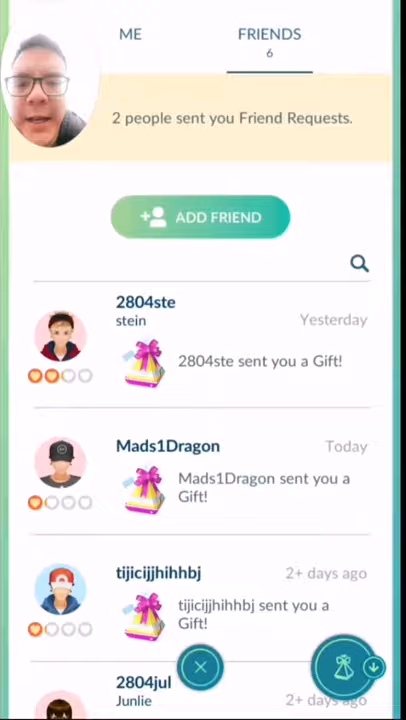 ME
FRIENDS
6
2 people sent you Friend Requests.
ADD FRIEND
2804ste
stein
Yesterday
2804ste sent you a Gift!
Mads1Dragon
Today
Mads1Dragon sent you a
Gift!
tijicijjhihhbj
2+ days ago
tijicijjhihhbj sent you a
Gift!
2804jul
Junlie
2+ days ago